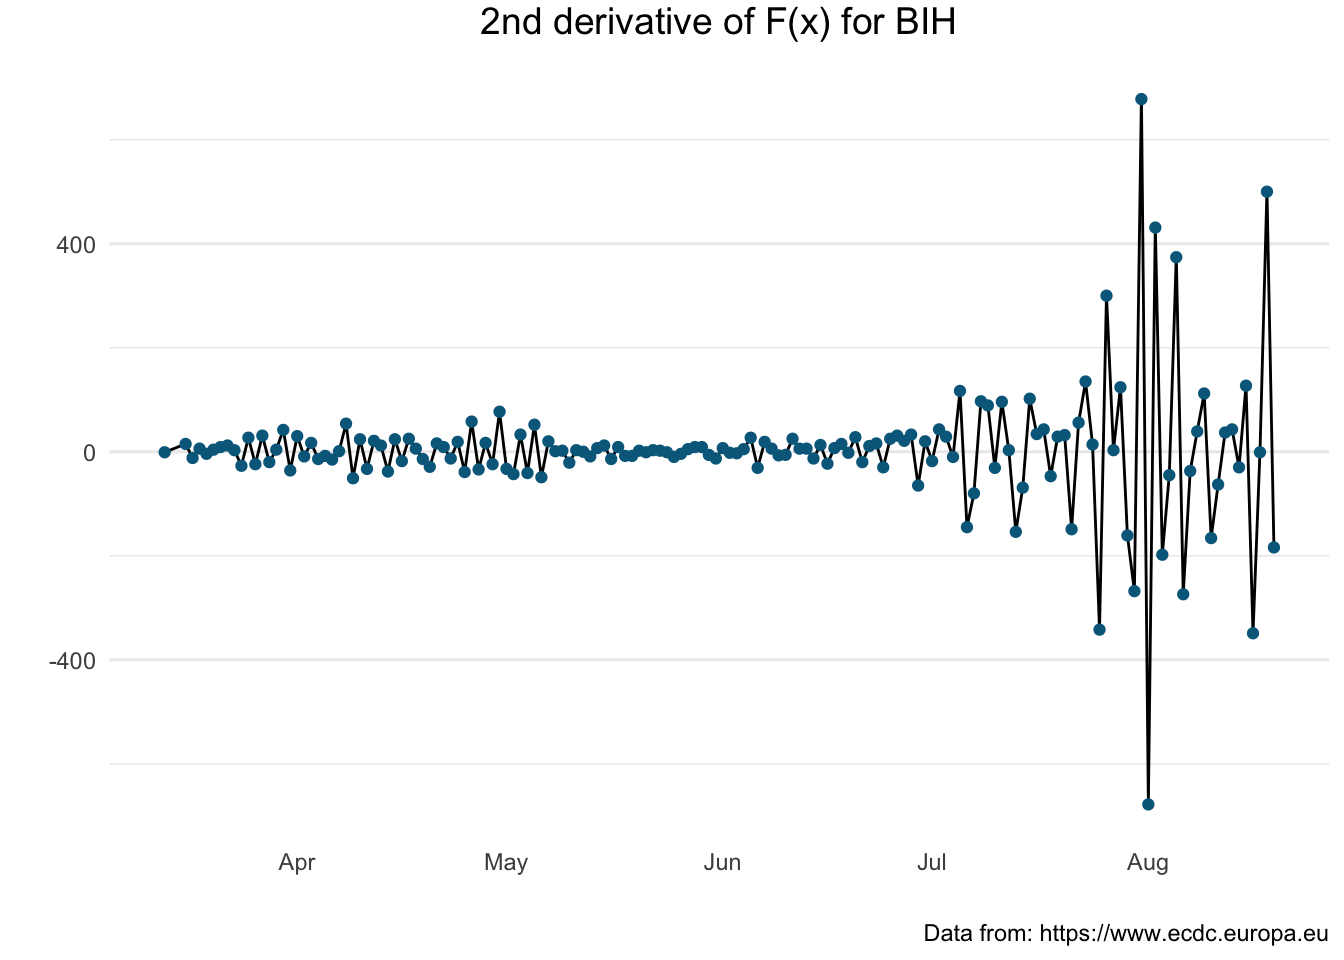 2nd derivative of F(x) for BIH
400
0
-400
Apr May Jun Jul Aug
Data from: https://www.ecdc.europa.eu